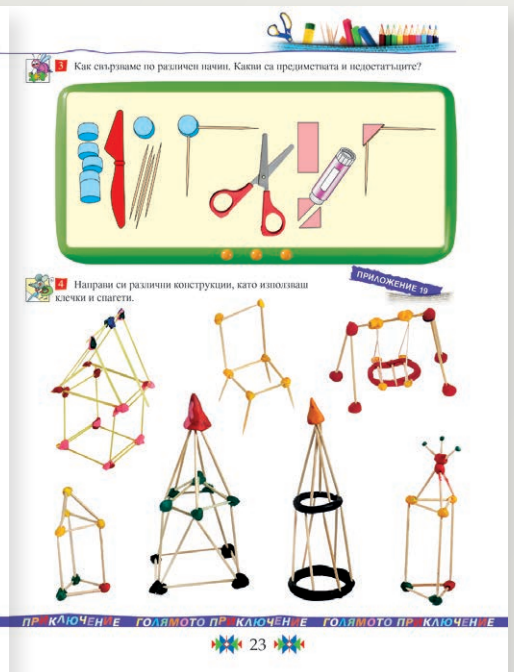 3 Как свързваме по различен начин. Какви са предимствата и недостатъците?
4 Направи си различни конструкции, като използваш
клечки и спагети.
ПРИЛОЖЕНИЕ 19
ПРИКЛЮЧЕНИЕ ГОЛЯМОТО ПРИКЛЮЧЕНИЕ ГОЛЯМОТО ПРИКЛЮЧЕНИЕ
23